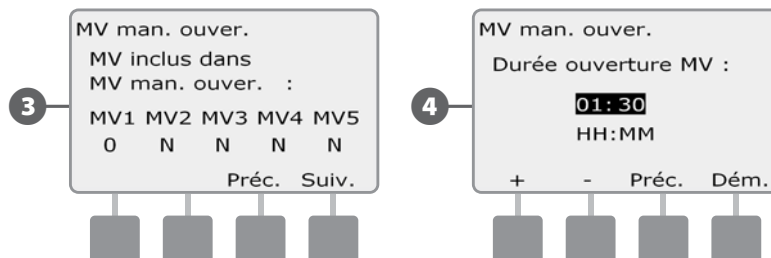 3
MV man. ouver.
MV inclus dans
MV man. ouver. :
MV1 MV2 MV3 MV4 MV5
0 N N N N
Préc. Suiv.
4
MV man. ouver.
Durée ouverture MV :
01:30
HH:MM
+ - Préc. Dém.